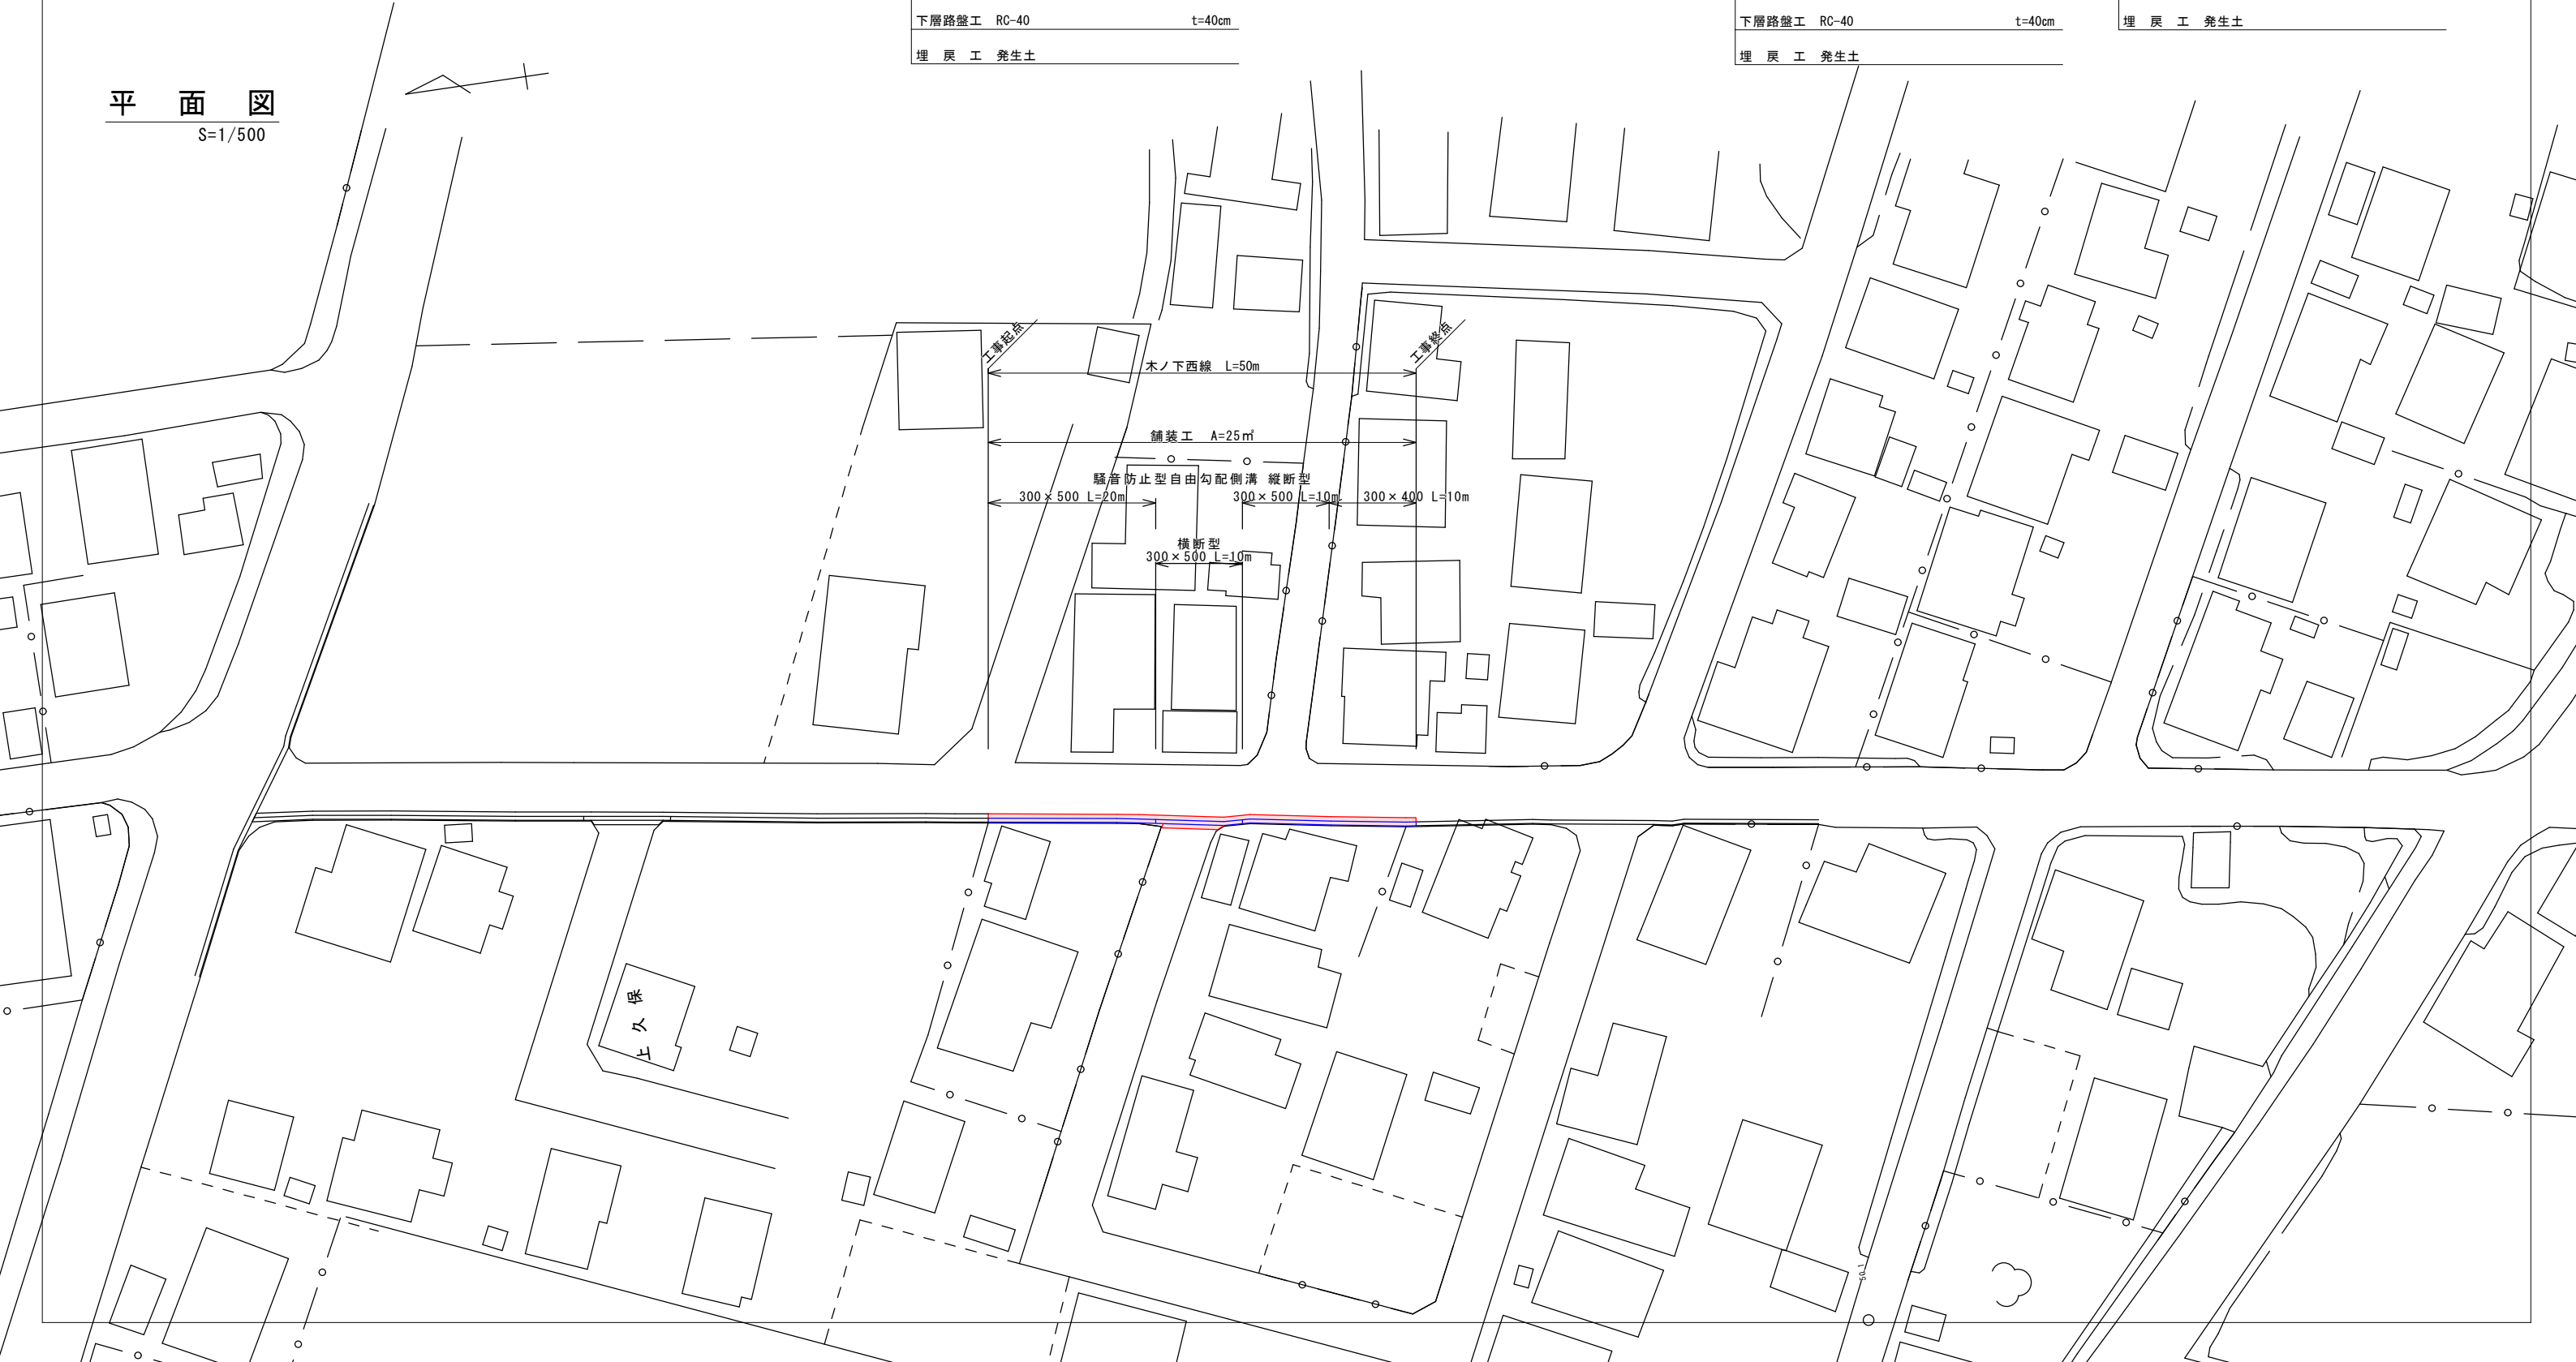 下層路盤工 RC-40 t=40cm
埋 戻 工 発生土
下層路盤工 RC-40 t=40cm
埋 戻 工 発生土
埋 戻 工 発生土
平 面 図
S=1/500
工事起点
工事終点
木ノ下西線 L=50m
舗装工 A=25㎡
騒音防止型自由勾配側溝 縦断型
300×500 L=20m
300×500 L=10m
300×400 L=10m
横断型
300×500 L=10m
上久保